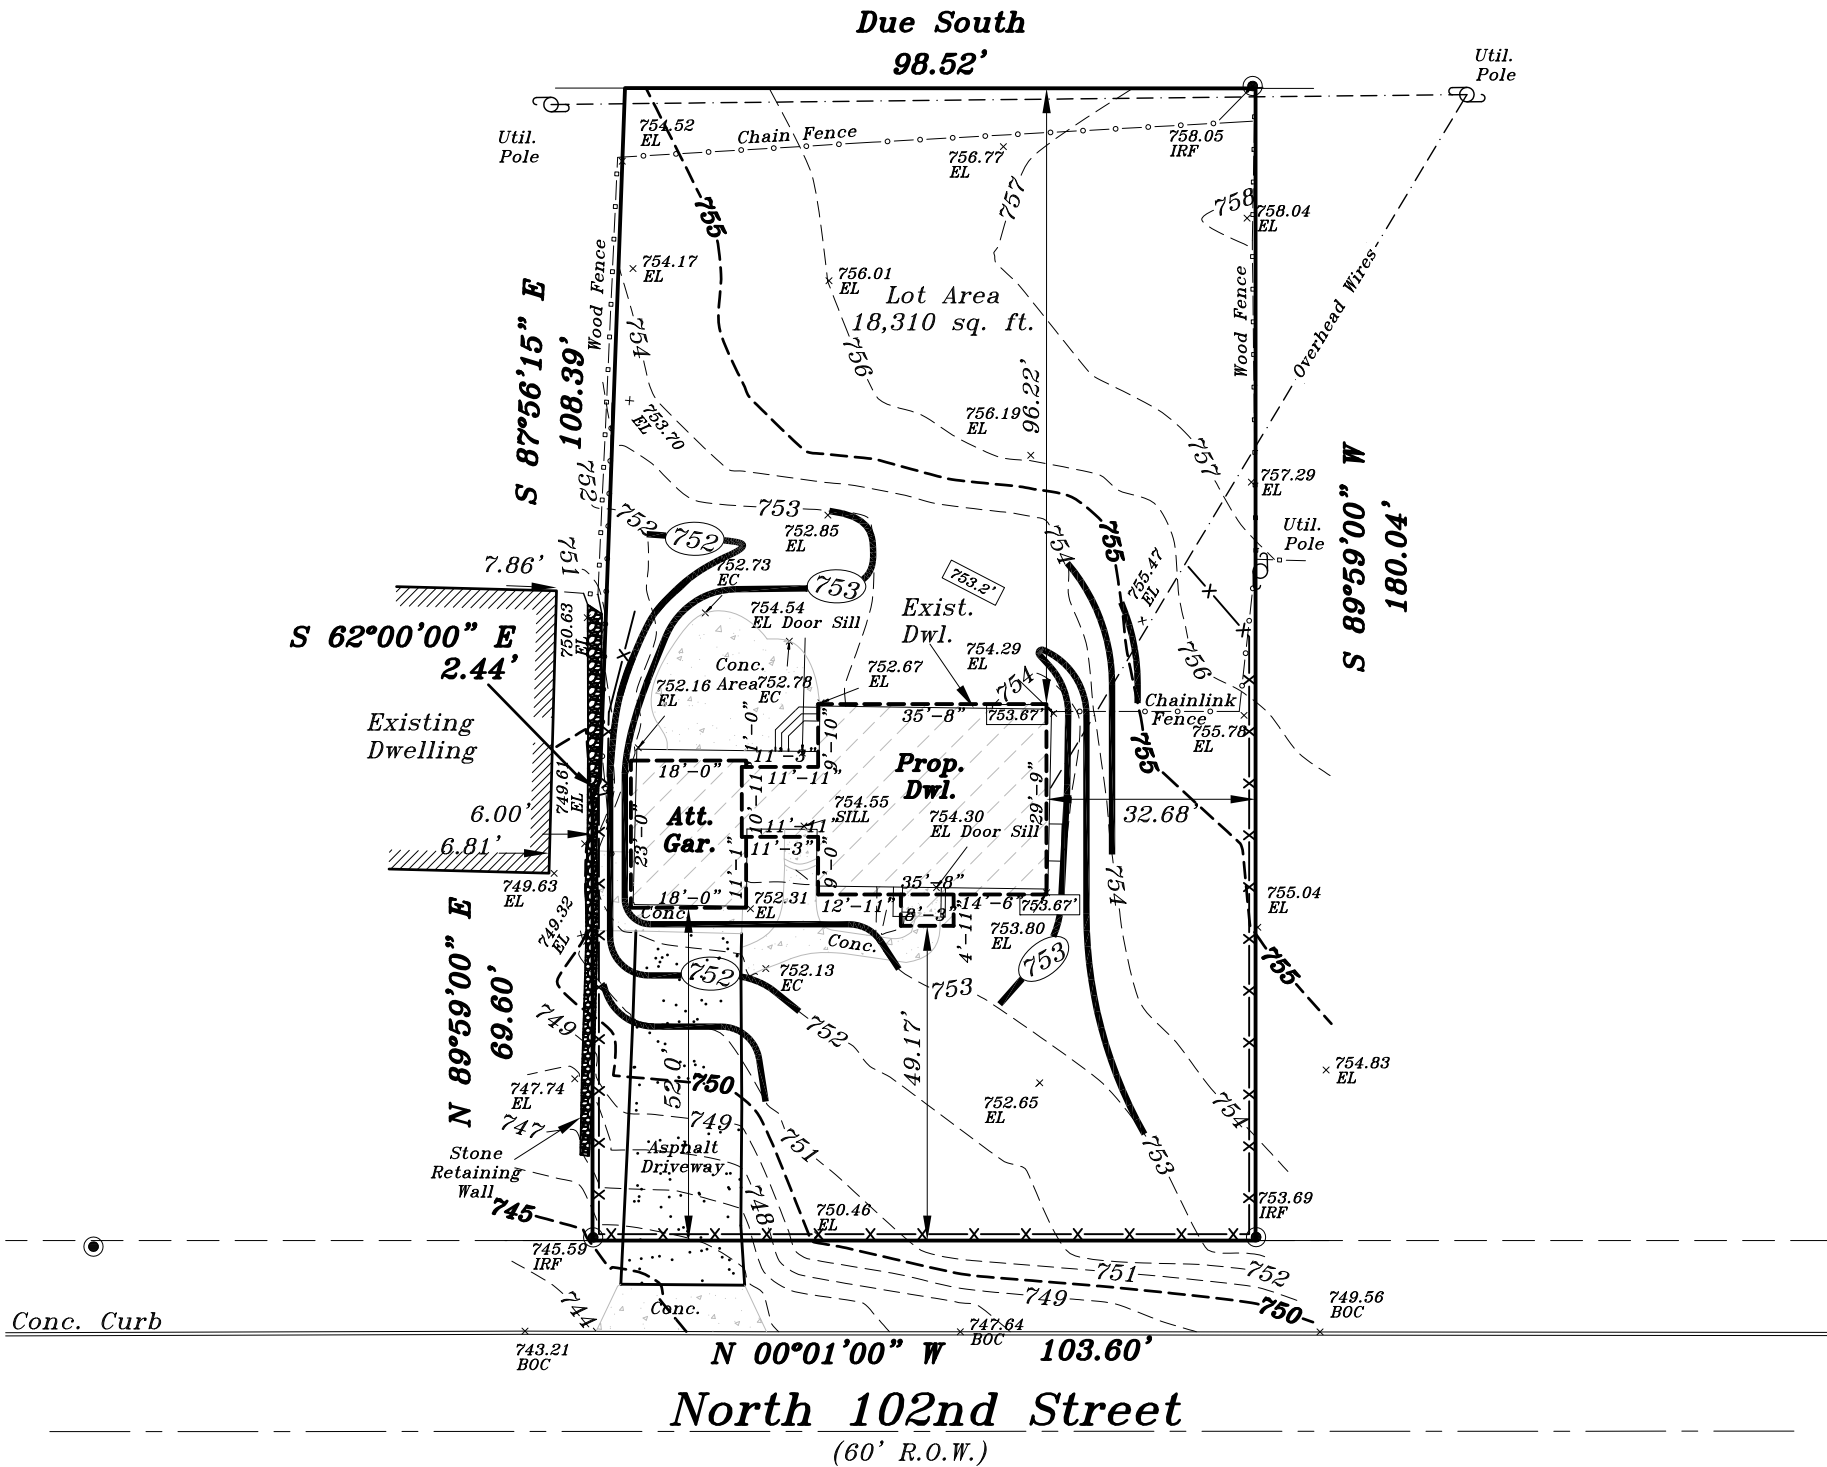 Due South
98.52'
Util.
Pole
Util.
Pole
754.52
EL
Chain Fence
756.77
EL
758.05
IRF
757
758
758.04
EL
755
Wood Fence
754.17
EL
756.01
EL
Lot Area
18,310 sq. ft.
Wood Fence
Overhead Wires
S 87°56'15" E
108.39'
754
756
96.22'
753.70
EL
756.19
EL
757
757.29
EL
S 89°59'00" W
180.04'
752
752
753
752
752.85
EL
754
755
Util.
Pole
751
7.86'
752.73
EC
753
753.2'
755.47
EL
750.63
EL
754.54
EL Door Sill
Exist.
Dwl.
S 62°00'00" E
2.44'
Conc.
Area
752.78
EC
752.67
EL
754.29
EL
754
756
752.16
EL
Existing
Dwelling
35'-8"
753.67'
Chainlink
Fence
755.78
EL
1'-0"
9'-10"
11'-3"
11'-11"
18'-0"
755
Prop.
Dwl.
749.61
EL
10'-11"
754.55
SILL
754.30
EL Door Sill
29'-9"
32.68'
6.00'
Att.
Gar.
11'-11"
11'-3"
6.81'
23'-0"
11'-1"
9'-0"
35'-8"
754
749.63
EL
18'-0"
752.31
EL
12'-11"
8'-3"
14'-6"
753.67'
755.04
EL
Conc.
749.32
EL
Conc.
4'-11"
753.80
EL
753
755
N 89°59'00" E
69.60'
752
752.13
EC
753
749
752
49.17'
52.0'
750
747.74
EL
752.65
EL
754.83
EL
747
749
751
754
753
Stone
Retaining
Wall
Asphalt
Driveway
745
748
750.46
EL
753.69
IRF
745.59
IRF
751
752
749
750
749.56
BOC
744
Conc.
Conc. Curb
747.64
BOC
743.21
BOC
N 00°01'00" W 103.60'
North 102nd Street
(60' R.O.W.)